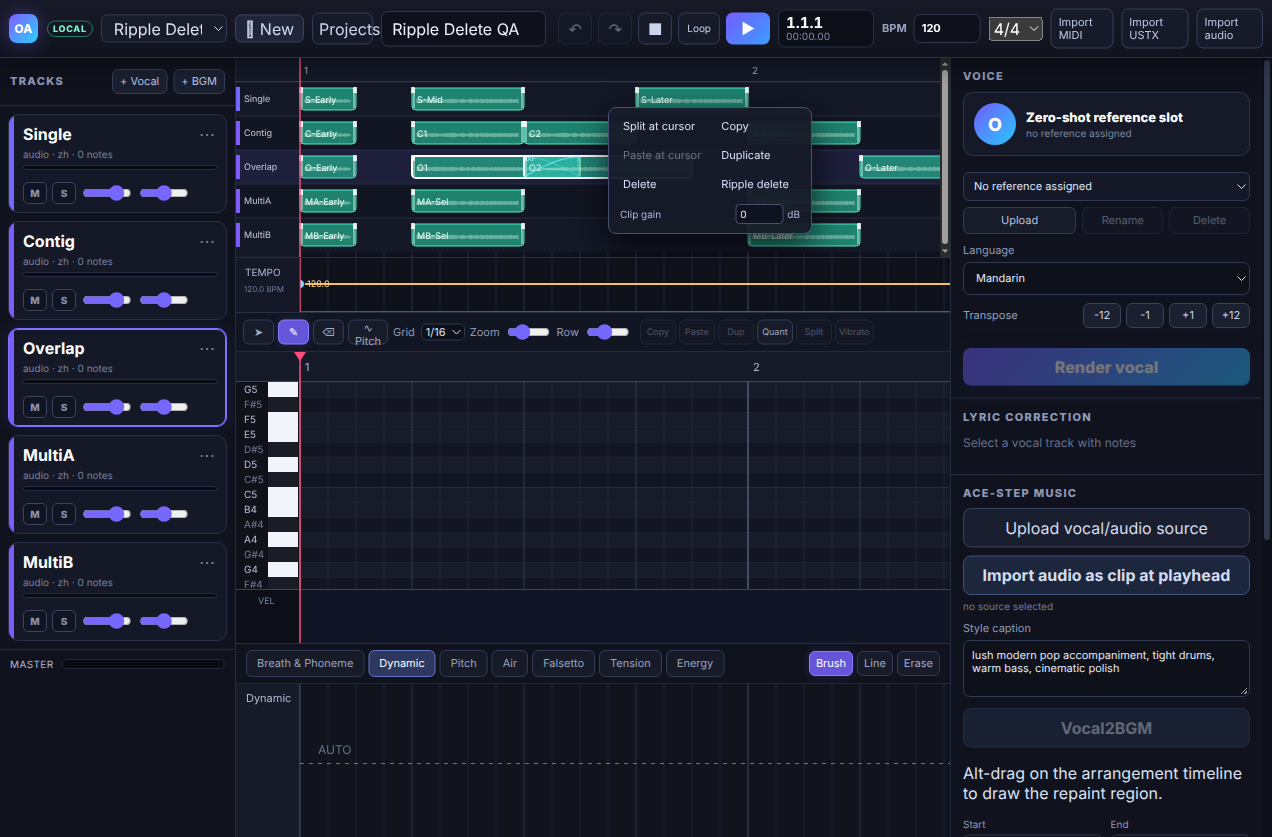 OA LOCAL Ripple Delet New Projects Ripple Delete QA Loop 1.1.1 BPM 120 4/4 Import MIDI Import USTX Import audio
00:00.00
TRACKS + Vocal + BGM
Single ...
audio · zh · 0 notes
M S
Contig ...
audio · zh · 0 notes
M S
Overlap ...
audio · zh · 0 notes
M S
MultiA ...
audio · zh · 0 notes
M S
MultiB ...
audio · zh · 0 notes
M S
MASTER
1 2
Single S-Early S-Mid S-Later
Contig C-Early C1 C2
Overlap O-Early O1 O2 O-Later
MultiA MA-Early MA-Sel
MultiB MB-Early MB-Sel MB-Later
Split at cursor Copy
Paste at cursor Duplicate
Delete Ripple delete
Clip gain 0 dB
TEMPO
120.0 BPM 120.0
Pitch Grid 1/16 Zoom Row Copy Paste Dup Quant Split Vibrato
1 2
G5
F#5
F5
E5
D#5
D5
C#5
C5
B4
A#4
A4
G#4
G4
F#4
VEL
Breath & Phoneme Dynamic Pitch Air Falsetto Tension Energy Brush Line Erase
Dynamic
AUTO
VOICE
O Zero-shot reference slot
no reference assigned
No reference assigned
Upload Rename Delete
Language
Mandarin
Transpose -12 -1 +1 +12
Render vocal
LYRIC CORRECTION
Select a vocal track with notes
ACE-STEP MUSIC
Upload vocal/audio source
Import audio as clip at playhead
no source selected
Style caption
lush modern pop accompaniment, tight drums,
warm bass, cinematic polish
Vocal2BGM
Alt-drag on the arrangement timeline
to draw the repaint region.
Start End